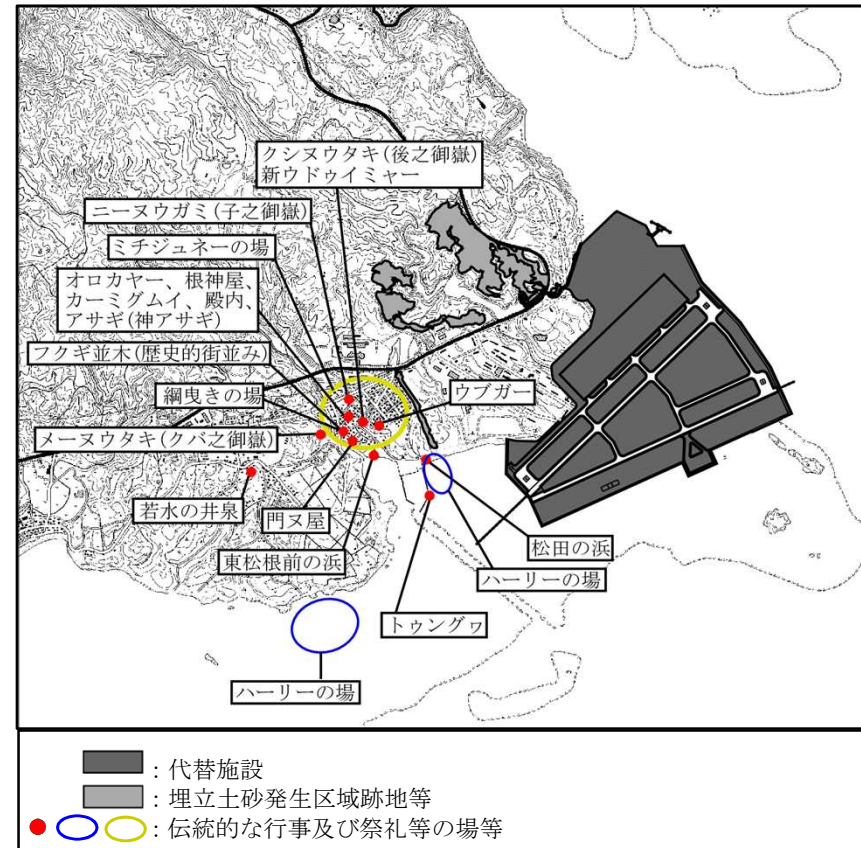 クシヌウタキ(後之御嶽)
新ウドゥイミャー
ニーヌウガミ(子之御嶽)
ミチジュネーの場
オロカヤー、根神屋、
カーミグムイ、殿内、
アサギ(神アサギ)
フクギ並木(歴史的街並み)
綱曳きの場
ウブガー
メーヌウタキ(クバ之御嶽)
若水の井泉
門ヌ屋
松田の浜
東松根前の浜
ハーリーの場
トゥングヮ
ハーリーの場
:代替施設
:埋立土砂発生区域跡地等
:伝統的な行事及び祭礼等の場等